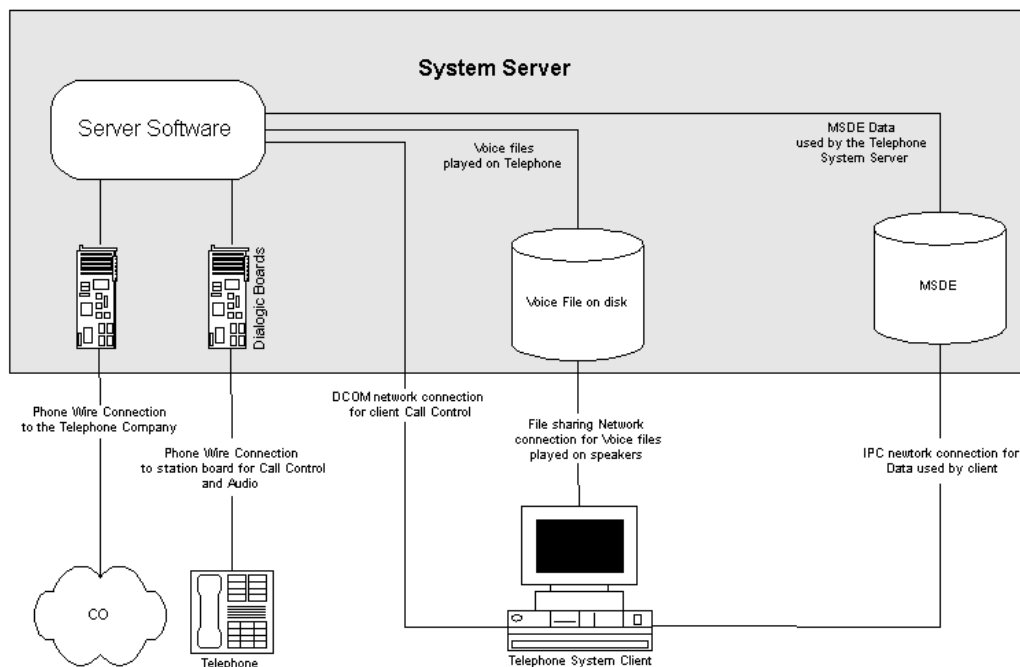 System Server
Server Software
Voice files
played on Telephone
MSDE Data
used by the Telephone
System Server
Dialogic Boards
Voice File on disk
MSDE
Phone Wire Connection
to the Telephone Company
Phone Wire Connection
to station board for Call Control
and Audio
DCOM network connection
for client Call Control
File sharing Network
connection for Voice files
played on speakers
IPC newtork connection for
Data used by client
CO
Telephone
Telephone System Client